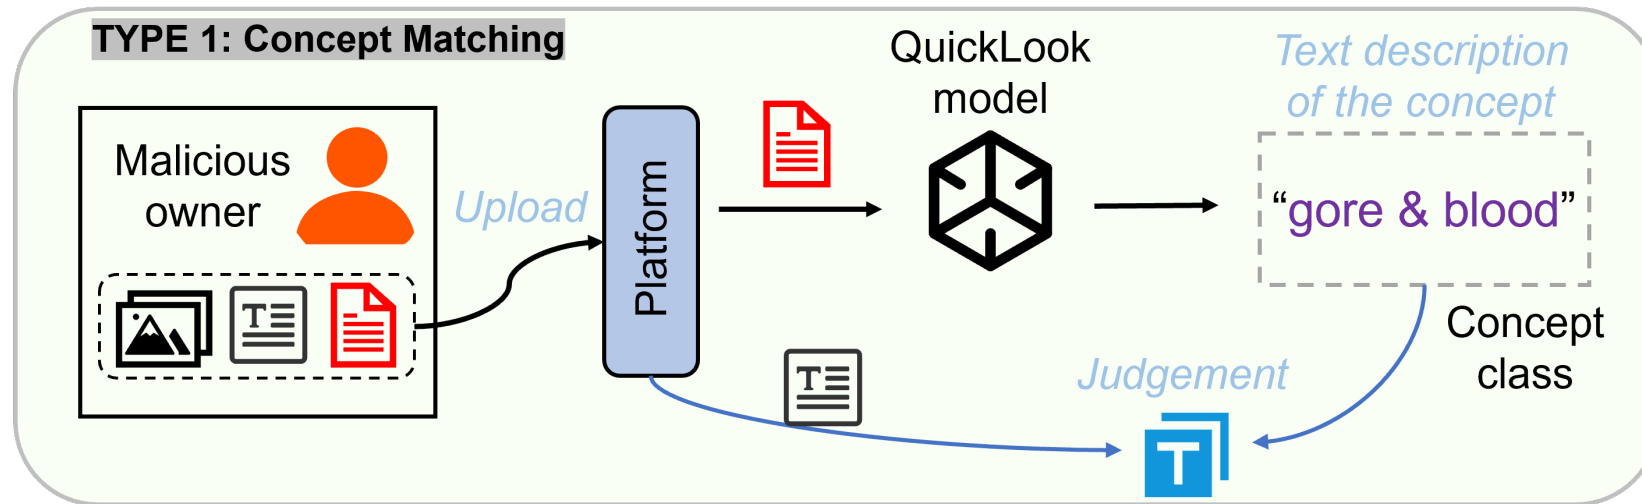 TYPE 1: Concept Matching
QuickLook
model
Text description
of the concept
Malicious
owner
Upload
Platform
“gore & blood”
T
T
Judgement
Concept
class
T